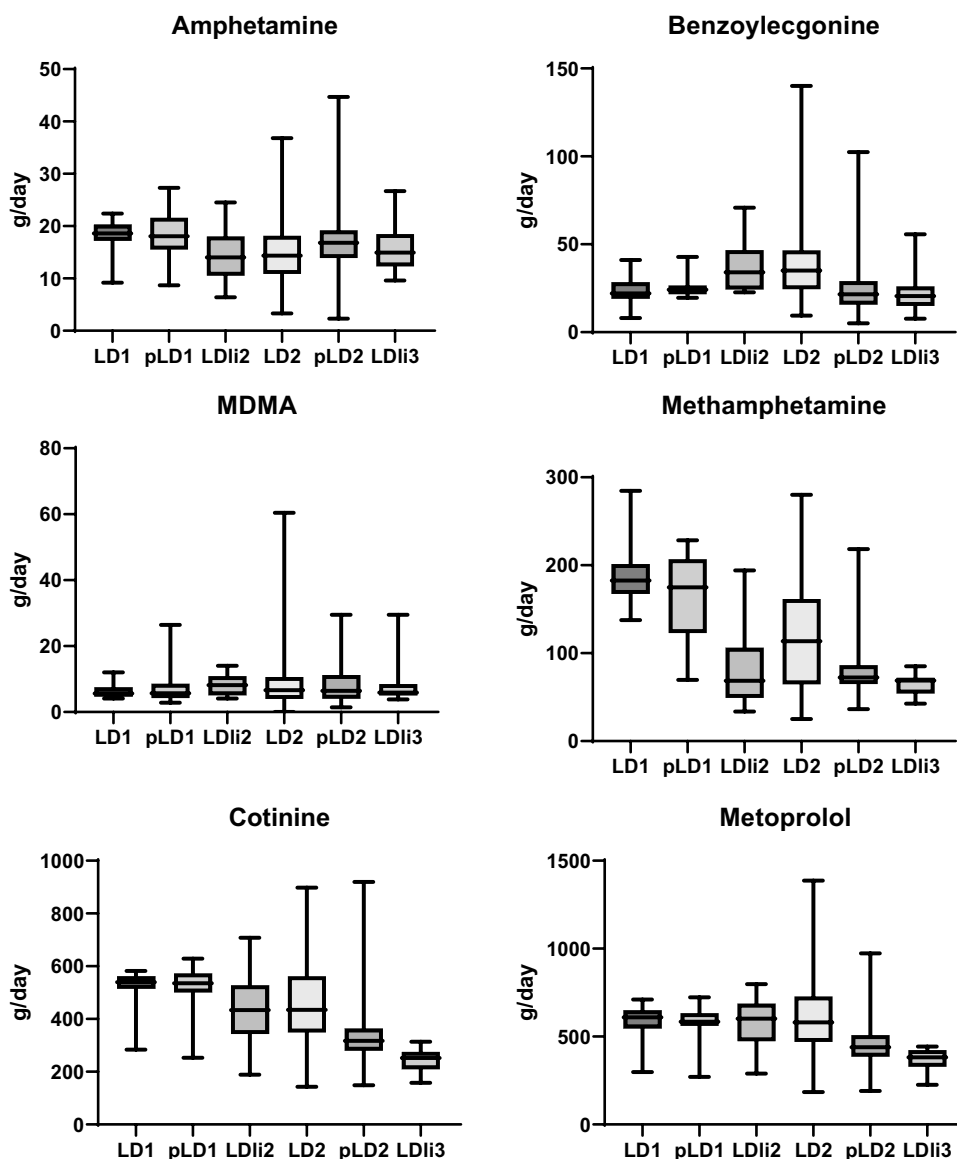 Amphetamine
50
40
30
20
10
0
g/day
LD1 pLD1 LDli2 LD2 pLD2 LDli3
Benzoylecgonine
150
100
50
0
g/day
LD1 pLD1 LDli2 LD2 pLD2 LDli3
MDMA
80
60
40
20
0
g/day
LD1 pLD1 LDli2 LD2 pLD2 LDli3
Methamphetamine
300
200
100
0
g/day
LD1 pLD1 LDli2 LD2 pLD2 LDli3
Cotinine
1000
800
600
400
200
0
g/day
LD1 pLD1 LDli2 LD2 pLD2 LDli3
Metoprolol
1500
1000
500
0
g/day
LD1 pLD1 LDli2 LD2 pLD2 LDli3